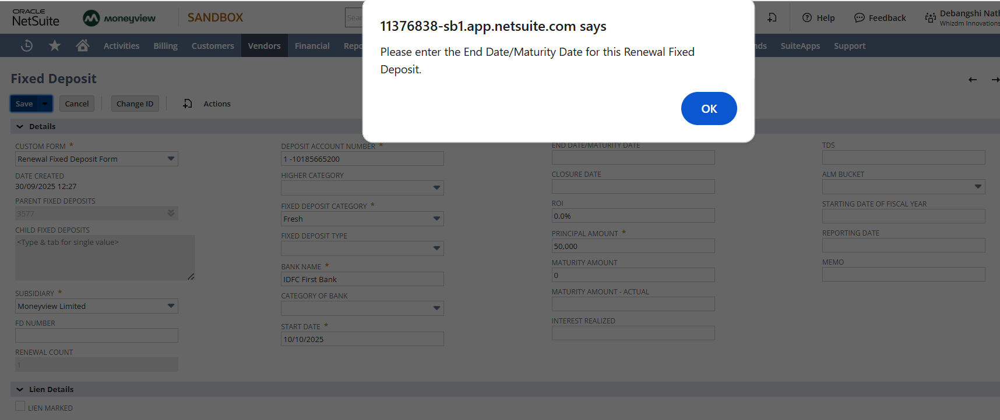 ORACLE
NetSuite
moneyview
SANDBOX
Sear
Help
Feedback
Debangshi Nath
Whizdm Innovations
11376838-sb1.app.netsuite.com says
Please enter the End Date/Maturity Date for this Renewal Fixed
Deposit.
OK
Activities
Billing
Customers
Vendors
Financial
Repo
nds
SuiteApps
Support
Fixed Deposit
Save
Cancel
Change ID
Actions
Details
CUSTOM FORM *
Renewal Fixed Deposit Form
DATE CREATED
30/09/2025 12:27
PARENT FIXED DEPOSITS
3577
CHILD FIXED DEPOSITS
<Type & tab for single value>
SUBSIDIARY *
Moneyview Limited
FD NUMBER
RENEWAL COUNT
1
DEPOSIT ACCOUNT NUMBER *
1 -10185665200
HIGHER CATEGORY
FIXED DEPOSIT CATEGORY *
Fresh
FIXED DEPOSIT TYPE
BANK NAME *
IDFC First Bank
CATEGORY OF BANK
START DATE *
10/10/2025
END DATE/MATURITY DATE
CLOSURE DATE
ROI
0.0%
PRINCIPAL AMOUNT *
50,000
MATURITY AMOUNT
0
MATURITY AMOUNT - ACTUAL
INTEREST REALIZED
TDS
ALM BUCKET
STARTING DATE OF FISCAL YEAR
REPORTING DATE
MEMO
Lien Details
LIEN MARKED